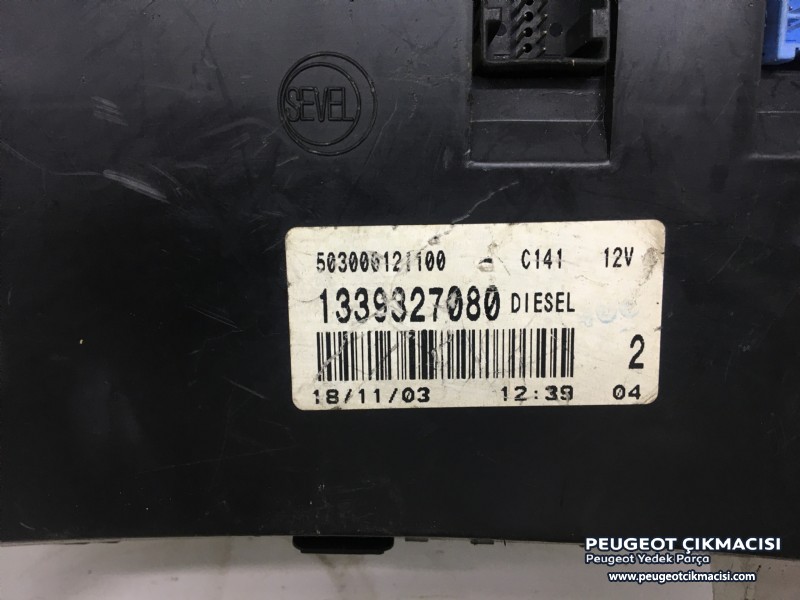 SEVEL
503000121100 - C141 12V
1339327080 DIESEL
2
18/11/03 12:39 04
PEUGEOT ÇIKMACISI
Peugeot Yedek Parça
www.peugeotcikmacisi.com